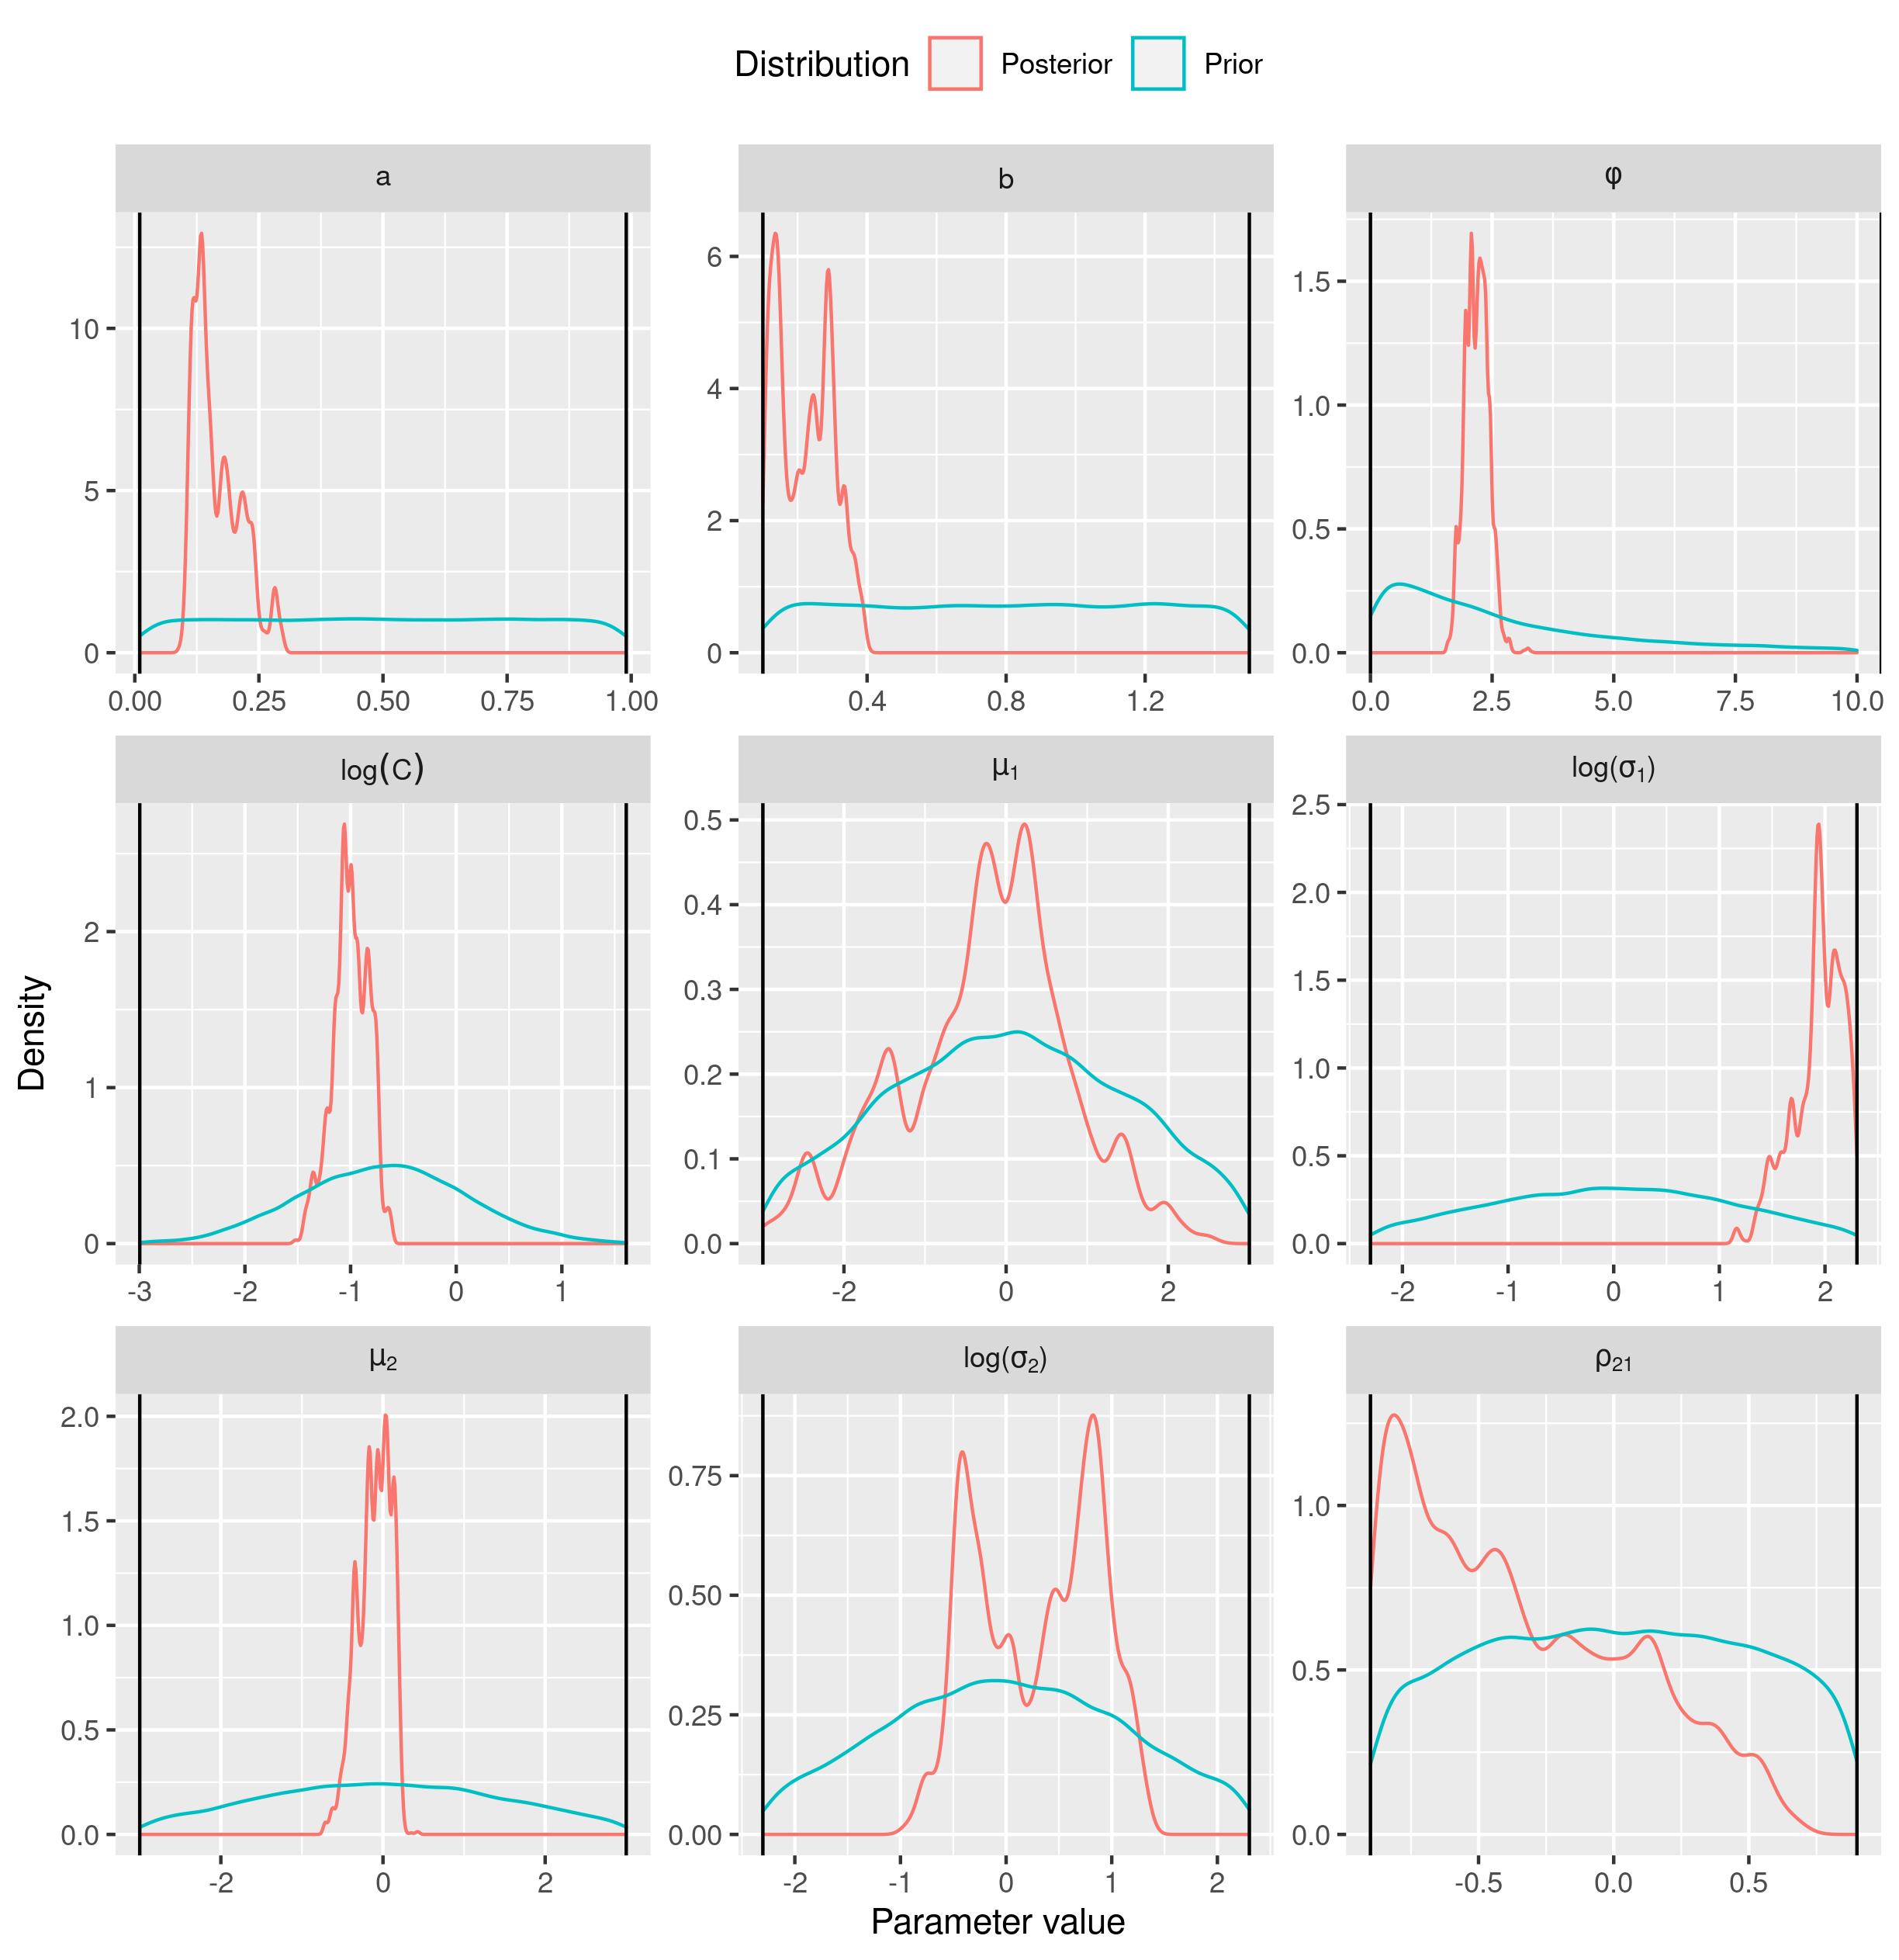 Distribution Posterior Prior
a b φ
0 5 10
0.00 0.25 0.50 0.75 1.00
0 2 4 6
0.4 0.8 1.2
0.0 0.5 1.0 1.5
0.0 2.5 5.0 7.5 10.0
log(C) μ₁ log(σ₁)
0 1 2
-3 -2 -1 0 1
0.0 0.1 0.2 0.3 0.4 0.5
-2 0 2
0.0 0.5 1.0 1.5 2.0 2.5
-2 -1 0 1 2
μ₂ log(σ₂) ρ₂₁
0.0 0.5 1.0 1.5 2.0
-2 0 2
0.00 0.25 0.50 0.75
-2 -1 0 1 2
0.0 0.5 1.0
-0.5 0.0 0.5
Density
Parameter value